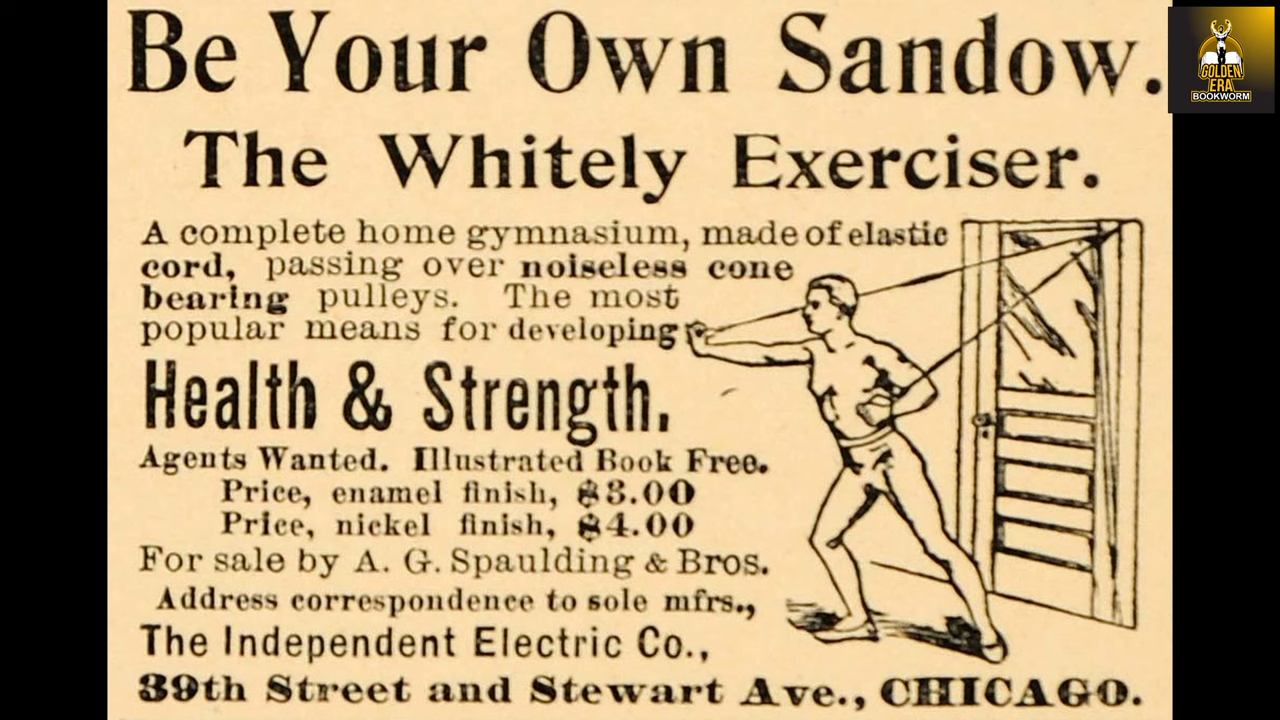 Be Your Own Sandow.
The Whitely Exerciser.
A complete home gymnasium, made of elastic
cord, passing over noiseless cone
bearing pulleys. The most
popular means for developing
Health & Strength.
Agents Wanted. Illustrated Book Free.
Price, enamel finish, $3.00
Price, nickel finish, $4.00
For sale by A. G. Spaulding & Bros.
Address correspondence to sole mfrs.,
The Independent Electric Co.,
39th Street and Stewart Ave., CHICAGO.
GOLDEN
ERA
BOOKWORM